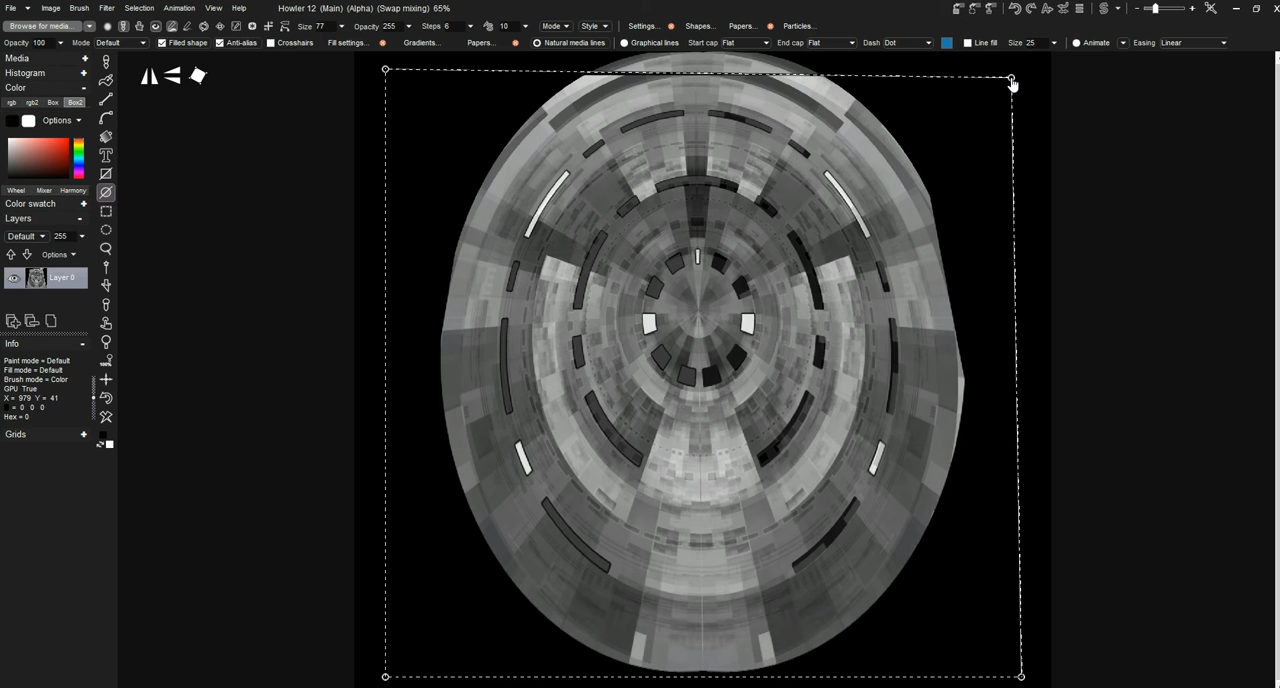 File Image Brush Filter Selection Animation View Help Howler 12 (Main) (Alpha) (Swap mixing) 65%
Browse for media... Size 77 Opacity 255 Steps 6 10 Mode Style Settings... Shapes... Papers... Particles...
Opacity 100 Mode Default Filled shape Anti-alias Crosshairs Fill settings... Gradients... Papers... Natural media lines Graphical lines Start cap Flat End cap Flat Dash Dot Line fill Size 25 Animate Easing Linear
Media +
Histogram +
Color -
rgb rgb2 Box Box2
Options
Wheel Mixer Harmony
Color swatch +
Layers -
Default 255
Options
Layer 0
Info -
Paint mode = Default
Fill mode = Default
Brush mode = Color
GPU True
X = 979 Y = 41
= 0 0 0
Hex = 0
Grids +
T
100%